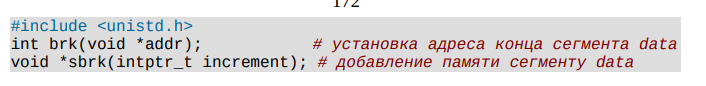 172
#include <unistd.h>
int brk(void *addr);            # установка адреса конца сегмента data
void *sbrk(intptr_t increment); # добавление памяти сегменту data